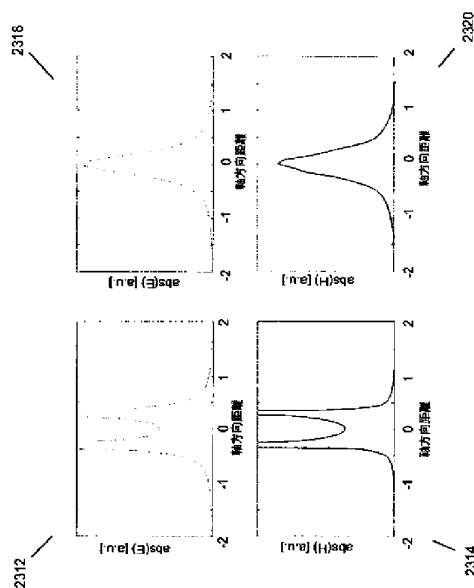 2312
2318
abs(E) [a.u.]
-2 -1 0 1 2
軸方向距離
abs(E) [a.u.]
-2 -1 0 1 2
軸方向距離
abs(H) [a.u.]
-2 -1 0 1 2
軸方向距離
abs(H) [a.u.]
-2 -1 0 1 2
軸方向距離
2314
2320